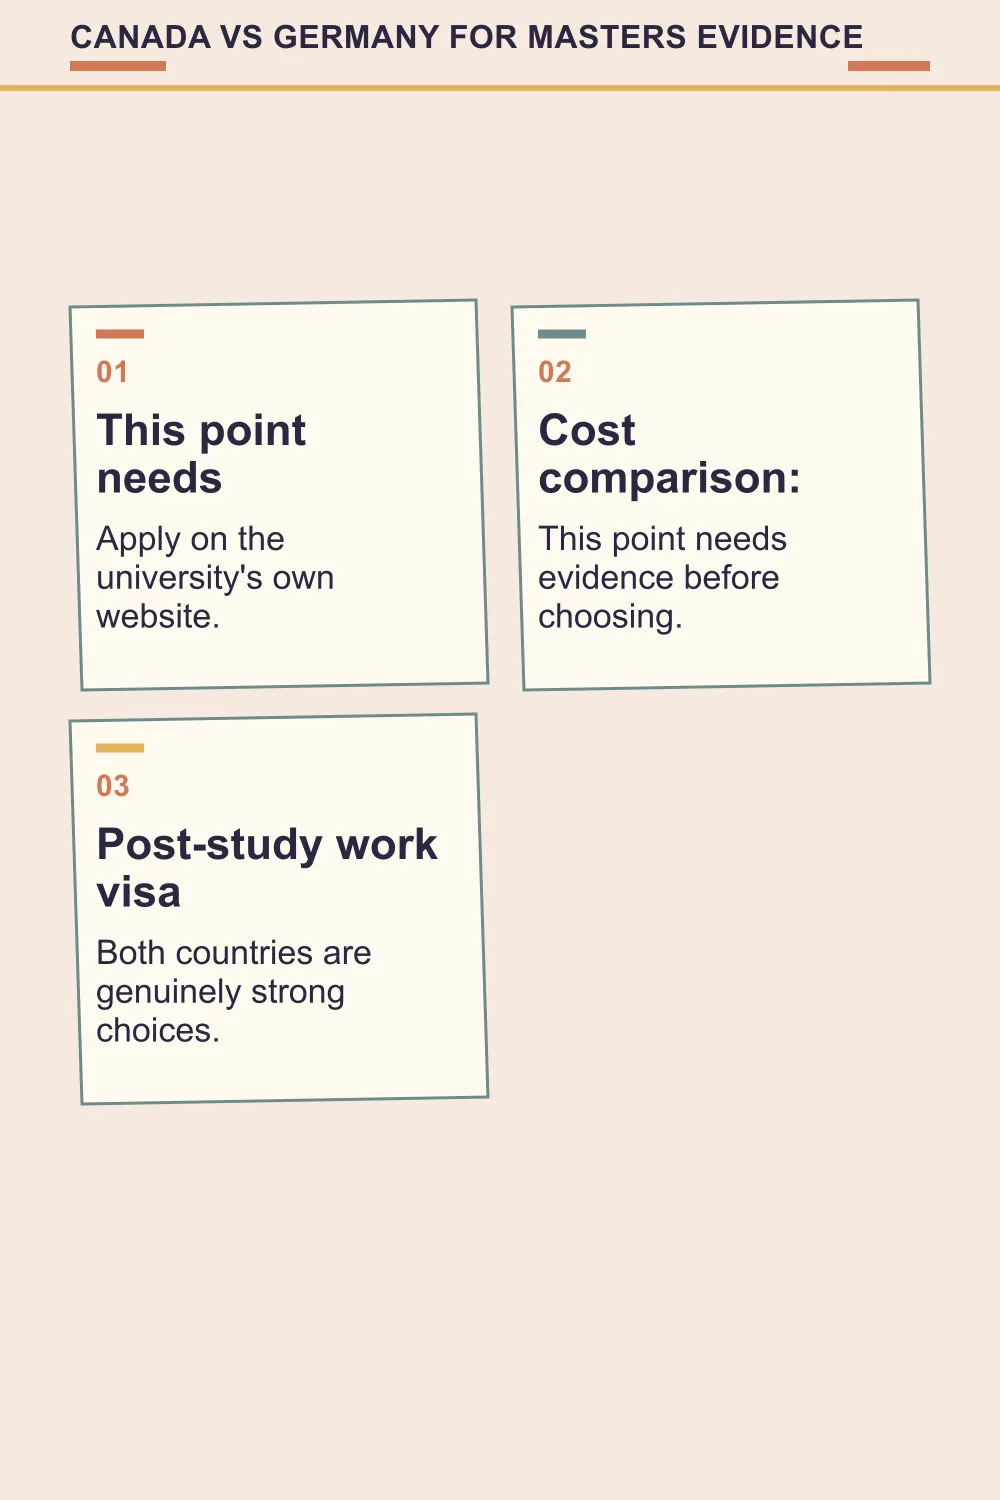 CANADA VS GERMANY FOR MASTERS EVIDENCE
01
This point
needs
Apply on the
university's own
website.
02
Cost
comparison:
This point needs
evidence before
choosing.
03
Post-study work
visa
Both countries are
genuinely strong
choices.